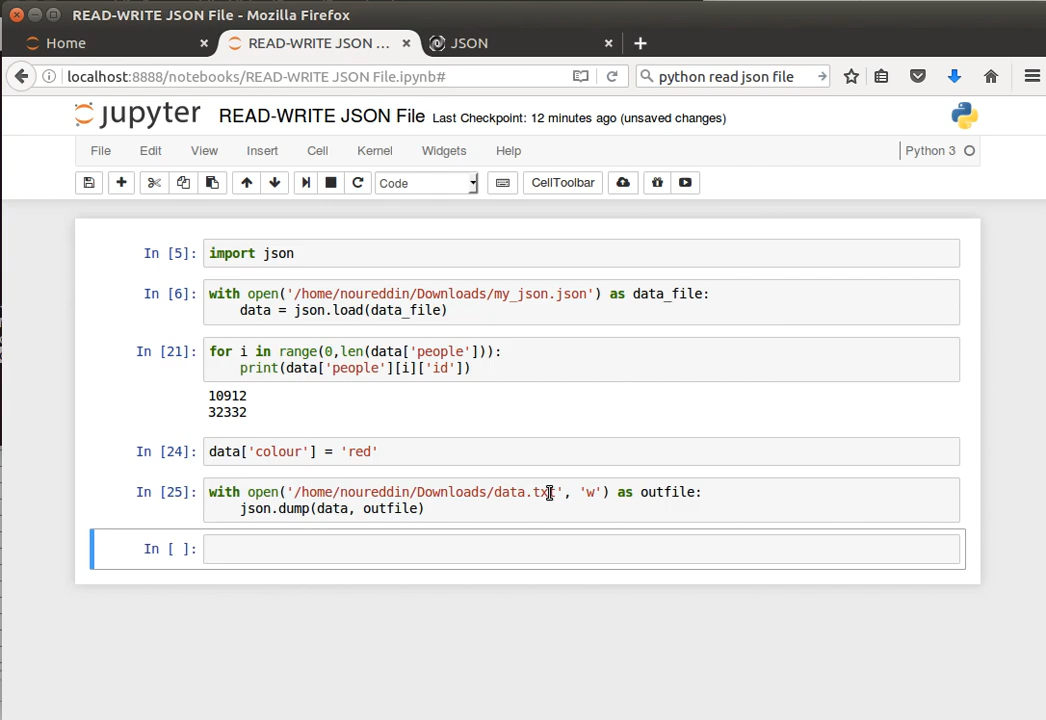 READ-WRITE JSON File - Mozilla Firefox
Home
READ-WRITE JSON ...
JSON
localhost:8888/notebooks/READ-WRITE JSON File.ipynb#
python read json file
jupyter READ-WRITE JSON File Last Checkpoint: 12 minutes ago (unsaved changes)
File Edit View Insert Cell Kernel Widgets Help
Python 3
Code
CellToolbar
In [5]: import json
In [6]: with open('/home/noureddin/Downloads/my_json.json') as data_file:
data = json.load(data_file)
In [21]: for i in range(0,len(data['people'])):
print(data['people'][i]['id'])
10912
32332
In [24]: data['colour'] = 'red'
In [25]: with open('/home/noureddin/Downloads/data.txt', 'w') as outfile:
json.dump(data, outfile)
In [ ]: